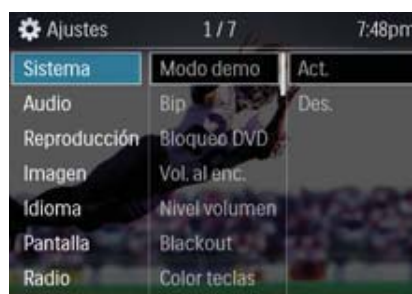 Ajustes 1/7 7:48pm
Sistema Modo demo Act.
Audio Bip Des.
Reproducción Bloqueo DVD
Imagen Vol. al enc.
Idioma Nivel volumen
Pantalla Blackout
Radio Color teclas